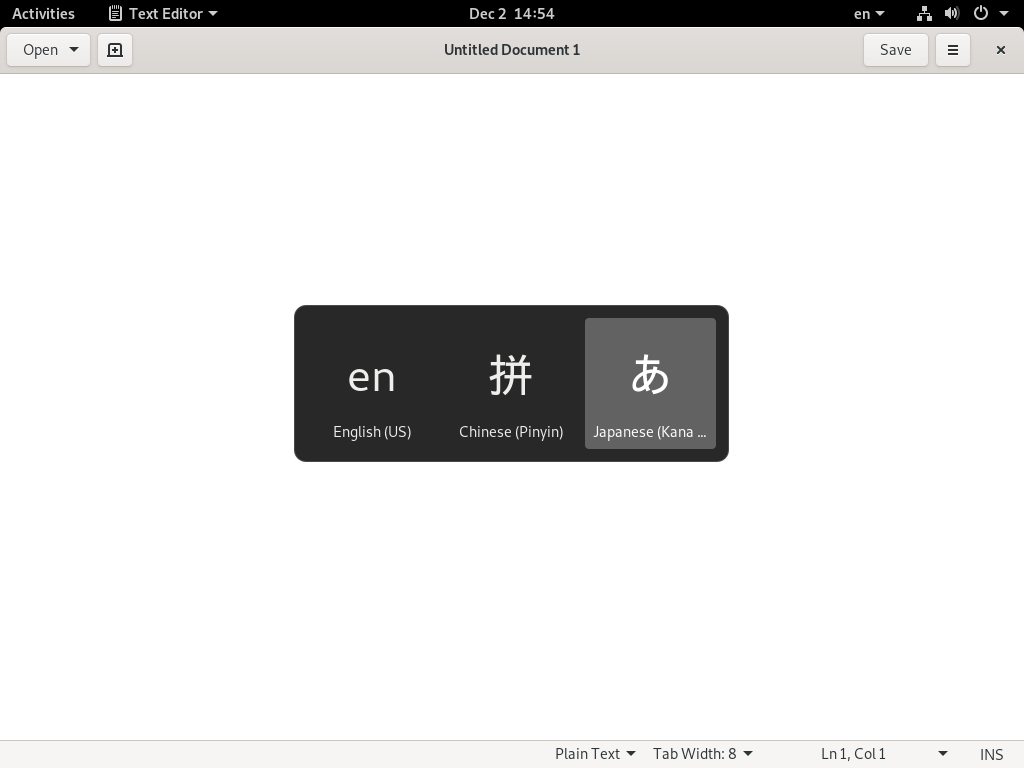 Activities Text Editor Dec 2 14:54 en
Open Untitled Document 1 Save
en 拼 あ
English (US) Chinese (Pinyin) Japanese (Kana ...
Plain Text Tab Width: 8 Ln 1, Col 1 INS